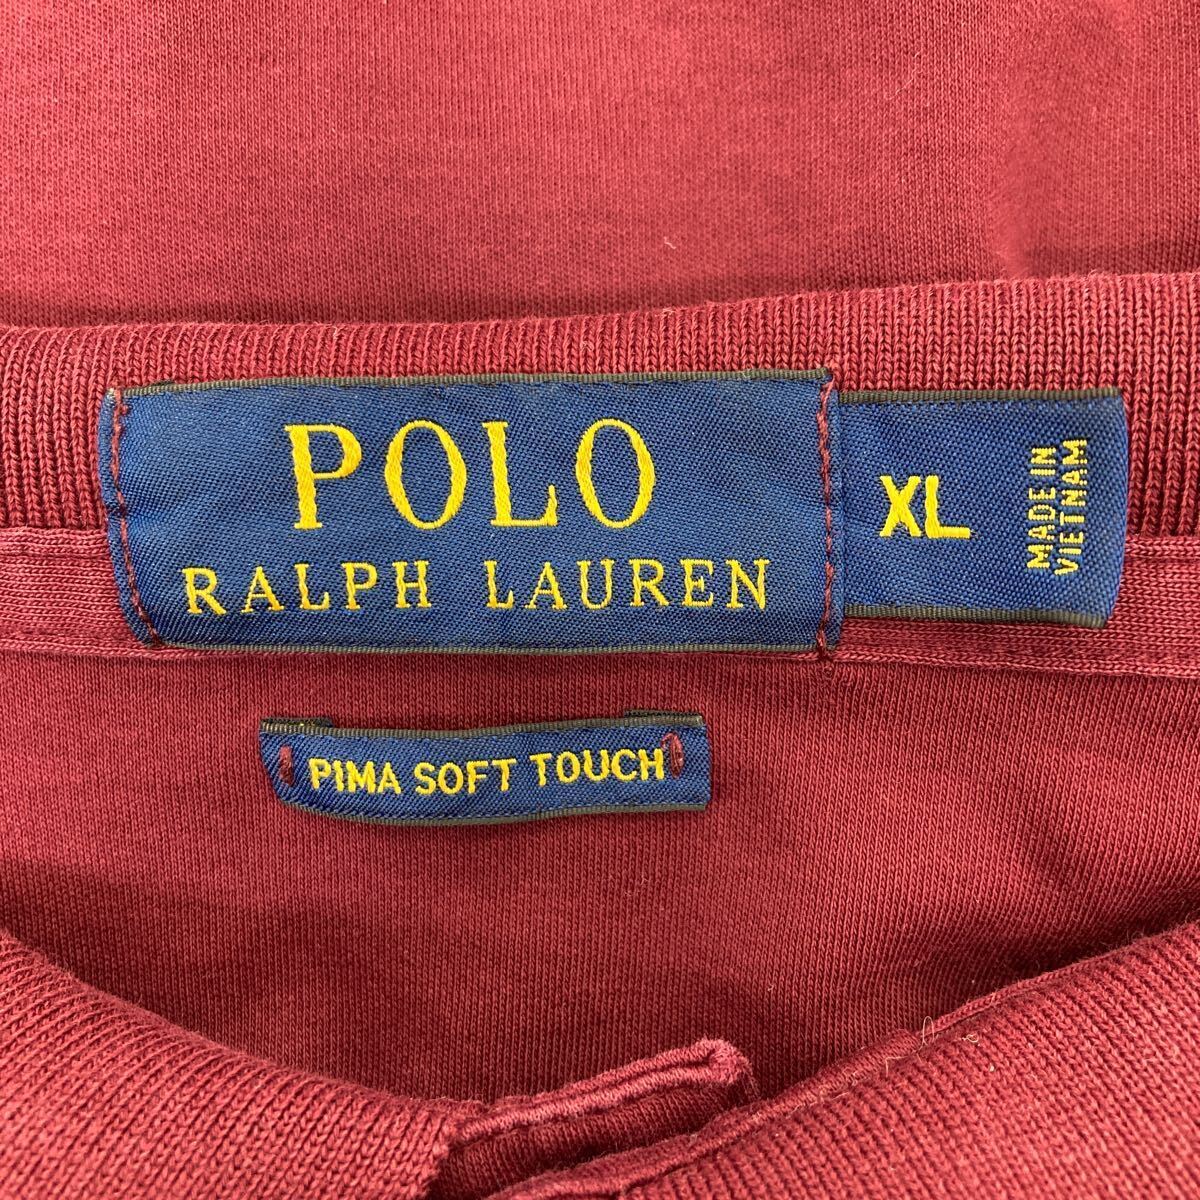 POLO
RALPH LAUREN
XL
MADE IN
VIETNAM
PIMA SOFT TOUCH